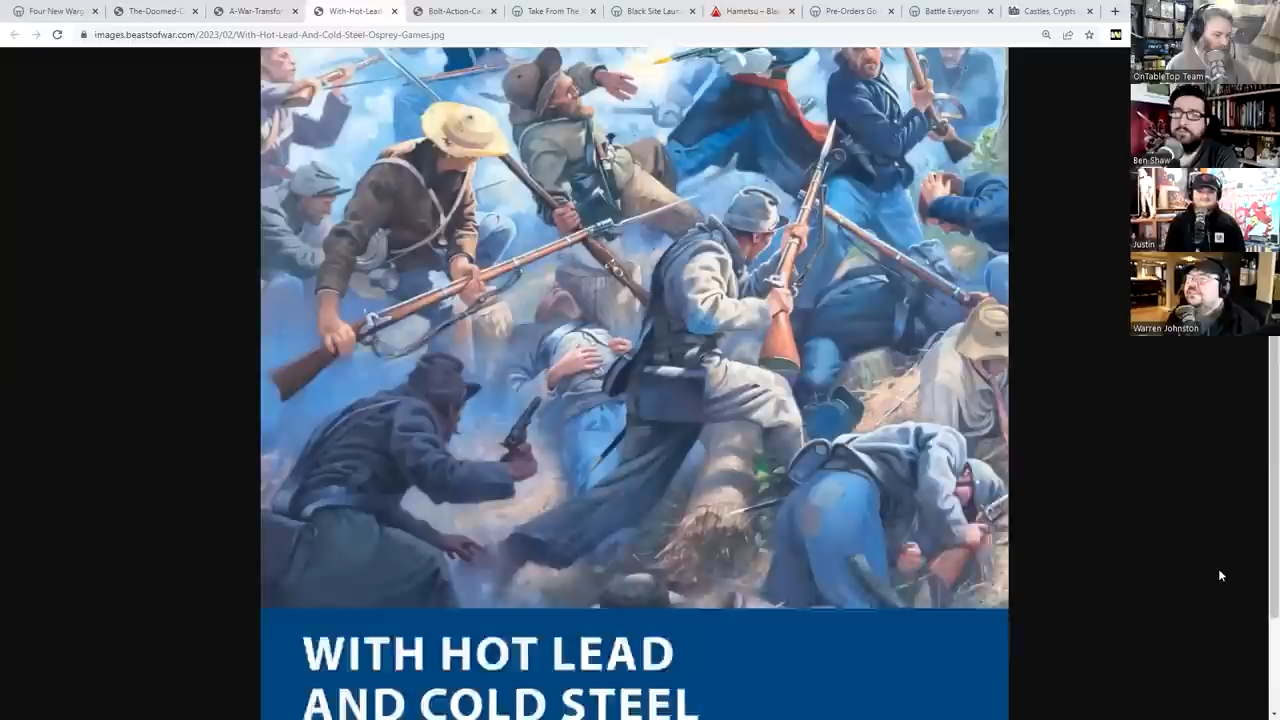 Four New Warg
The-Doomed-C
A-War-Transfor
With-Hot-Lead-
Bolt-Action-Ca
Take From The
Black Site Laun
Hametsu – Bla
Pre-Orders Go
Battle Everyone
Castles, Crypts
images.beastsofwar.com/2023/02/With-Hot-Lead-And-Cold-Steel-Osprey-Games.jpg
OnTableTop Team
Ben Shaw
Justin
Warren Johnston
WITH HOT LEAD
AND COLD STEEL